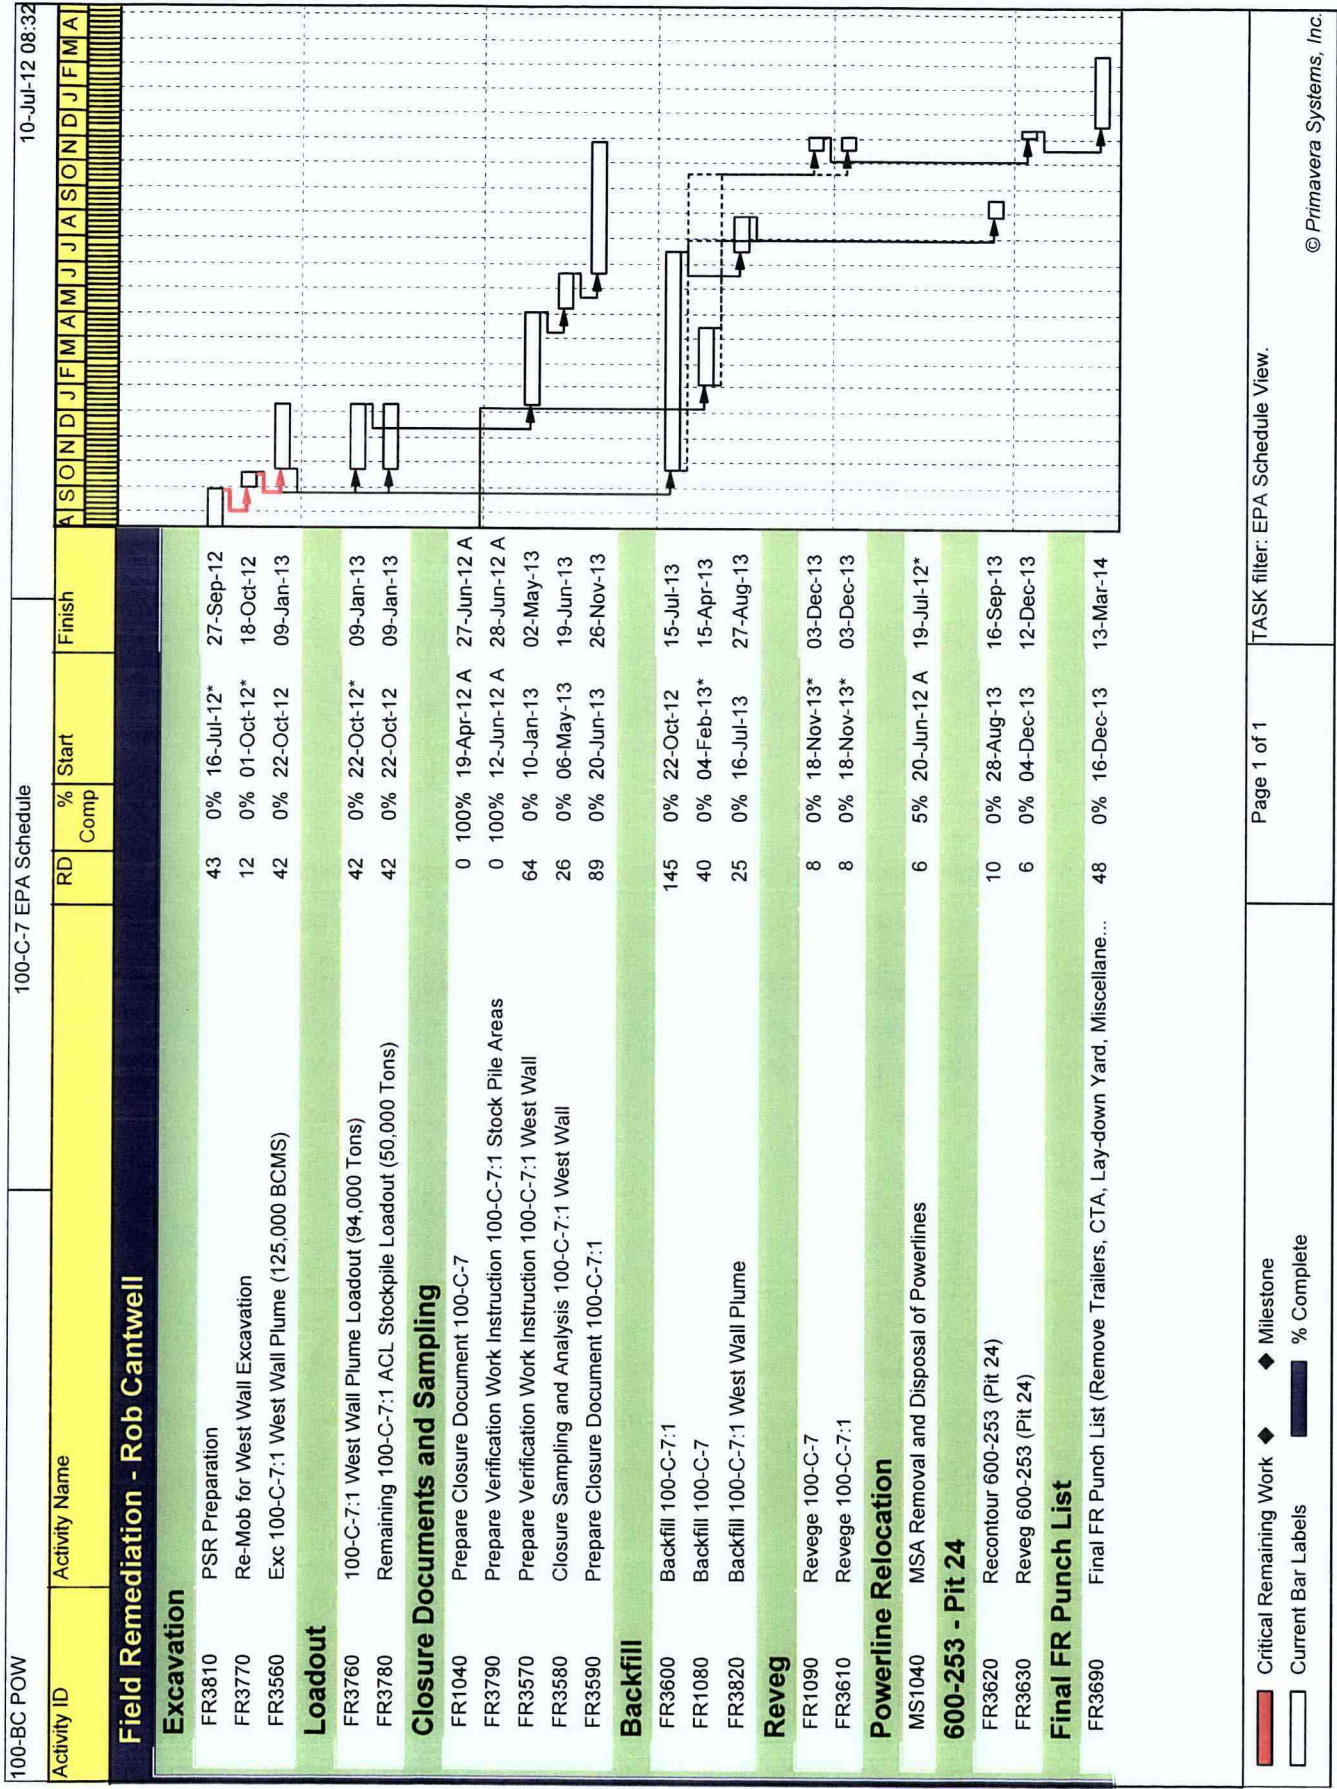 100-BC POW 100-C-7 EPA Schedule 10-Jul-12 08:32
Activity ID Activity Name RD % Comp Start Finish A S O N D J F M A M J J A S O N D J F M A
Field Remediation - Rob Cantwell
Excavation
FR3810 PSR Preparation 43 0% 16-Jul-12* 27-Sep-12
FR3770 Re-Mob for West Wall Excavation 12 0% 01-Oct-12* 18-Oct-12
FR3560 Exc 100-C-7:1 West Wall Plume (125,000 BCMS) 42 0% 22-Oct-12 09-Jan-13
Loadout
FR3760 100-C-7:1 West Wall Plume Loadout (94,000 Tons) 42 0% 22-Oct-12* 09-Jan-13
FR3780 Remaining 100-C-7:1 ACL Stockpile Loadout (50,000 Tons) 42 0% 22-Oct-12 09-Jan-13
Closure Documents and Sampling
FR1040 Prepare Closure Document 100-C-7 0 100% 19-Apr-12 A 27-Jun-12 A
FR3790 Prepare Verification Work Instruction 100-C-7:1 Stock Pile Areas 0 100% 12-Jun-12 A 28-Jun-12 A
FR3570 Prepare Verification Work Instruction 100-C-7:1 West Wall 64 0% 10-Jan-13 02-May-13
FR3580 Closure Sampling and Analysis 100-C-7:1 West Wall 26 0% 06-May-13 19-Jun-13
FR3590 Prepare Closure Document 100-C-7:1 89 0% 20-Jun-13 26-Nov-13
Backfill
FR3600 Backfill 100-C-7:1 145 0% 22-Oct-12 15-Jul-13
FR1080 Backfill 100-C-7 40 0% 04-Feb-13* 15-Apr-13
FR3820 Backfill 100-C-7:1 West Wall Plume 25 0% 16-Jul-13 27-Aug-13
Reveg
FR1090 Revege 100-C-7 8 0% 18-Nov-13* 03-Dec-13
FR3610 Revege 100-C-7:1 8 0% 18-Nov-13* 03-Dec-13
Powerline Relocation
MS1040 MSA Removal and Disposal of Powerlines 6 5% 20-Jun-12 A 19-Jul-12*
600-253 - Pit 24
FR3620 Recontour 600-253 (Pit 24) 10 0% 28-Aug-13 16-Sep-13
FR3630 Reveg 600-253 (Pit 24) 6 0% 04-Dec-13 12-Dec-13
Final FR Punch List
FR3690 Final FR Punch List (Remove Trailers, CTA, Lay-down Yard, Miscellane... 48 0% 16-Dec-13 13-Mar-14
Critical Remaining Work Milestone Page 1 of 1 TASK filter: EPA Schedule View.
Current Bar Labels % Complete
© Primavera Systems, Inc.